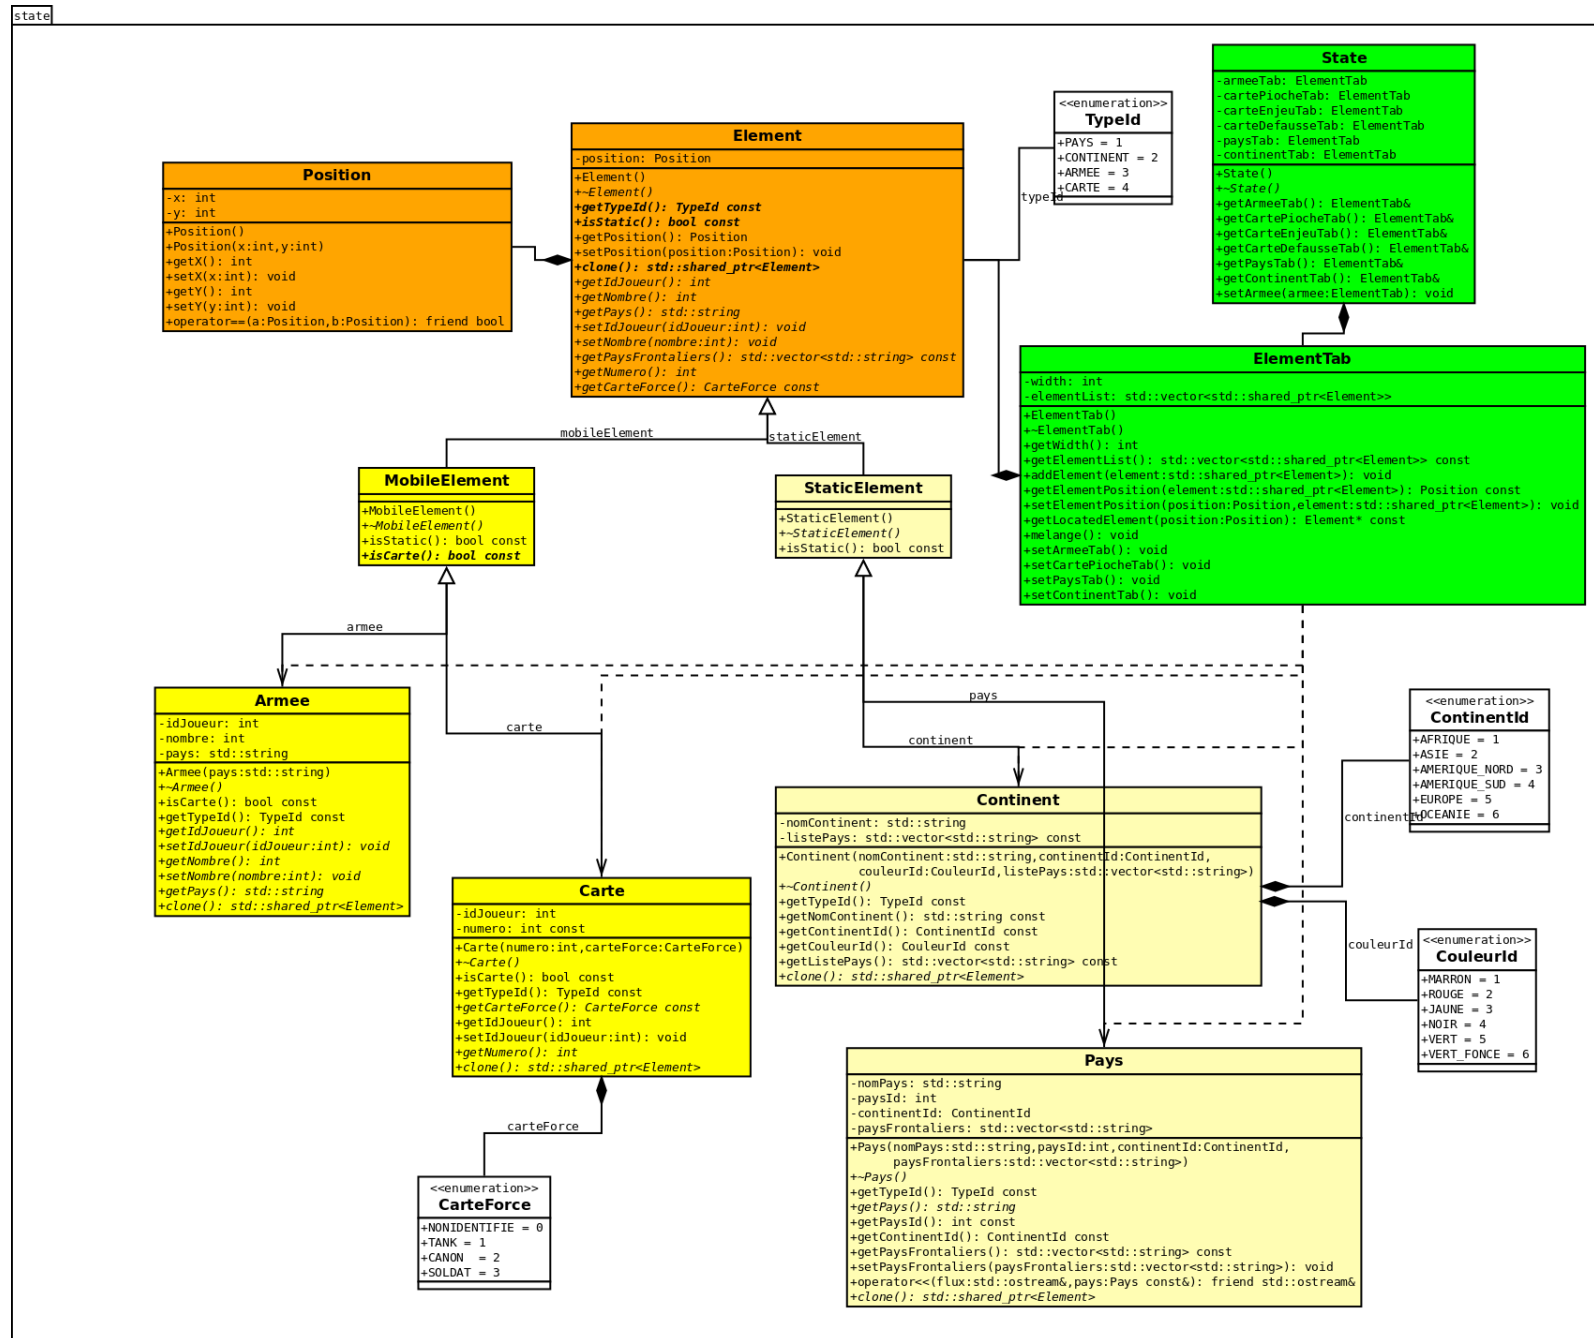 state
State
-armeeTab: ElementTab
-cartePiocheTab: ElementTab
-carteEnjeuTab: ElementTab
-carteDefausseTab: ElementTab
-paysTab: ElementTab
-continentTab: ElementTab
+State()
+~State()
+getArmeeTab(): ElementTab&
+getCartePiocheTab(): ElementTab&
+getCarteEnjeuTab(): ElementTab&
+getCarteDefausseTab(): ElementTab&
+getPaysTab(): ElementTab&
+getContinentTab(): ElementTab&
+setArmee(armee:ElementTab): void
<<enumeration>>
TypeId
+PAYS = 1
+CONTINENT = 2
+ARMEE = 3
+CARTE = 4
typeId
Element
-position: Position
+Element()
+~Element()
+getTypeId(): TypeId const
+isStatic(): bool const
+getPosition(): Position
+setPosition(position:Position): void
+clone(): std::shared_ptr<Element>
+getIdJoueur(): int
+getNombre(): int
+getPays(): std::string
+setIdJoueur(idJoueur:int): void
+setNombre(nombre:int): void
+getPaysFrontaliers(): std::vector<std::string> const
+getNumero(): int
+getCarteForce(): CarteForce const
Position
-x: int
-y: int
+Position()
+Position(x:int,y:int)
+getX(): int
+setX(x:int): void
+getY(): int
+setY(y:int): void
+operator==(a:Position,b:Position): friend bool
ElementTab
-width: int
-elementList: std::vector<std::shared_ptr<Element>>
+ElementTab()
+~ElementTab()
+getWidth(): int
+getElementList(): std::vector<std::shared_ptr<Element>> const
+addElement(element:std::shared_ptr<Element>): void
+getElementPosition(element:std::shared_ptr<Element>): Position const
+setElementPosition(position:Position,element:std::shared_ptr<Element>): void
+getLocatedElement(position:Position): Element* const
+melange(): void
+setArmeeTab(): void
+setCartePiocheTab(): void
+setPaysTab(): void
+setContinentTab(): void
mobileElement
staticElement
MobileElement
+MobileElement()
+~MobileElement()
+isStatic(): bool const
+isCarte(): bool const
StaticElement
+StaticElement()
+~StaticElement()
+isStatic(): bool const
armee
carte
pays
continent
Armee
-idJoueur: int
-nombre: int
-pays: std::string
+Armee(pays:std::string)
+~Armee()
+isCarte(): bool const
+getTypeId(): TypeId const
+getIdJoueur(): int
+setIdJoueur(idJoueur:int): void
+getNombre(): int
+setNombre(nombre:int): void
+getPays(): std::string
+clone(): std::shared_ptr<Element>
<<enumeration>>
ContinentId
+AFRIQUE = 1
+ASIE = 2
+AMERIQUE_NORD = 3
+AMERIQUE_SUD = 4
+EUROPE = 5
+OCEANIE = 6
continentId
Continent
-nomContinent: std::string
-listePays: std::vector<std::string> const
+Continent(nomContinent:std::string,continentId:ContinentId,
couleurId:CouleurId,listePays:std::vector<std::string>)
+~Continent()
+getTypeId(): TypeId const
+getNomContinent(): std::string const
+getContinentId(): ContinentId const
+getCouleurId(): CouleurId const
+getListePays(): std::vector<std::string> const
+clone(): std::shared_ptr<Element>
Carte
-idJoueur: int
-numero: int const
+Carte(numero:int,carteForce:CarteForce)
+~Carte()
+isCarte(): bool const
+getTypeId(): TypeId const
+getCarteForce(): CarteForce const
+getIdJoueur(): int
+setIdJoueur(idJoueur:int): void
+getNumero(): int
+clone(): std::shared_ptr<Element>
couleurId
<<enumeration>>
CouleurId
+MARRON = 1
+ROUGE = 2
+JAUNE = 3
+NOIR = 4
+VERT = 5
+VERT_FONCE = 6
Pays
-nomPays: std::string
-paysId: int
-continentId: ContinentId
-paysFrontaliers: std::vector<std::string>
+Pays(nomPays:std::string,paysId:int,continentId:ContinentId,
paysFrontaliers:std::vector<std::string>)
+~Pays()
+getTypeId(): TypeId const
+getPays(): std::string
+getPaysId(): int const
+getContinentId(): ContinentId const
+getPaysFrontaliers(): std::vector<std::string> const
+setPaysFrontaliers(paysFrontaliers:std::vector<std::string>): void
+operator<<(flux:std::ostream&,pays:Pays const&): friend std::ostream&
+clone(): std::shared_ptr<Element>
carteForce
<<enumeration>>
CarteForce
+NONIDENTIFIE = 0
+TANK = 1
+CANON  = 2
+SOLDAT = 3